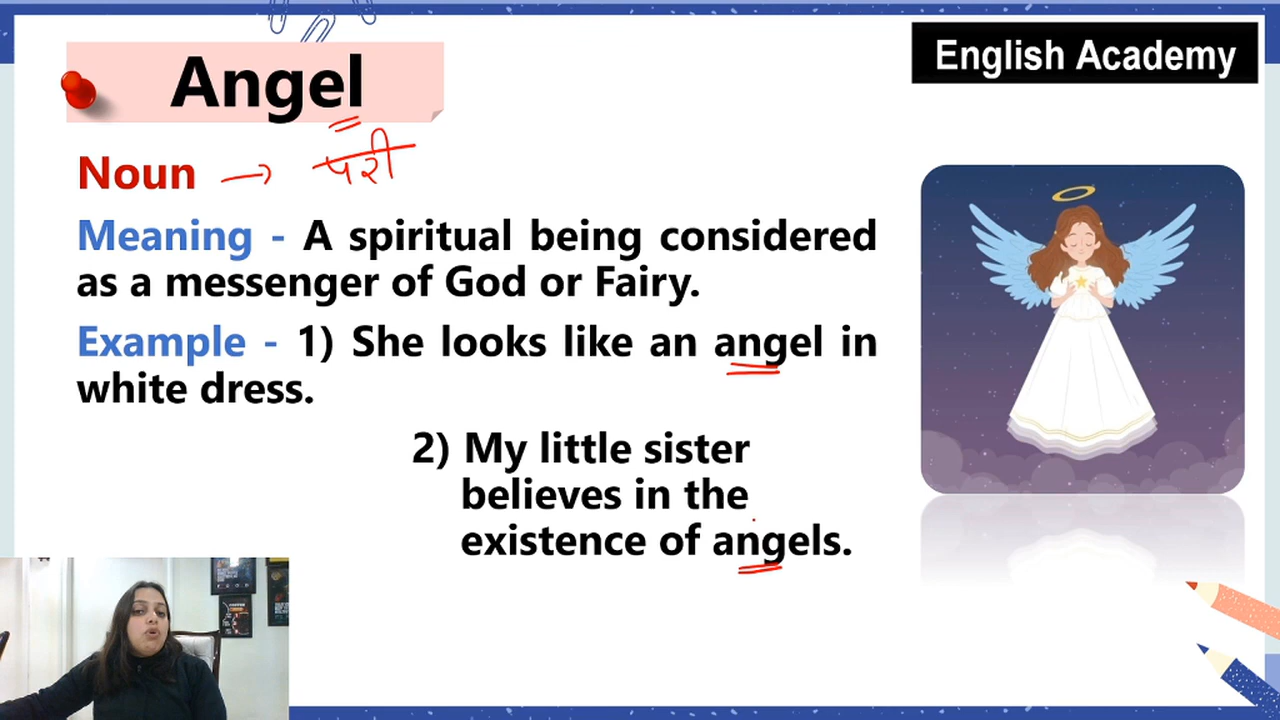 Angel
English Academy
Noun → परी
Meaning - A spiritual being considered
as a messenger of God or Fairy.
Example - 1) She looks like an angel in
white dress.
2) My little sister
believes in the
existence of angels.